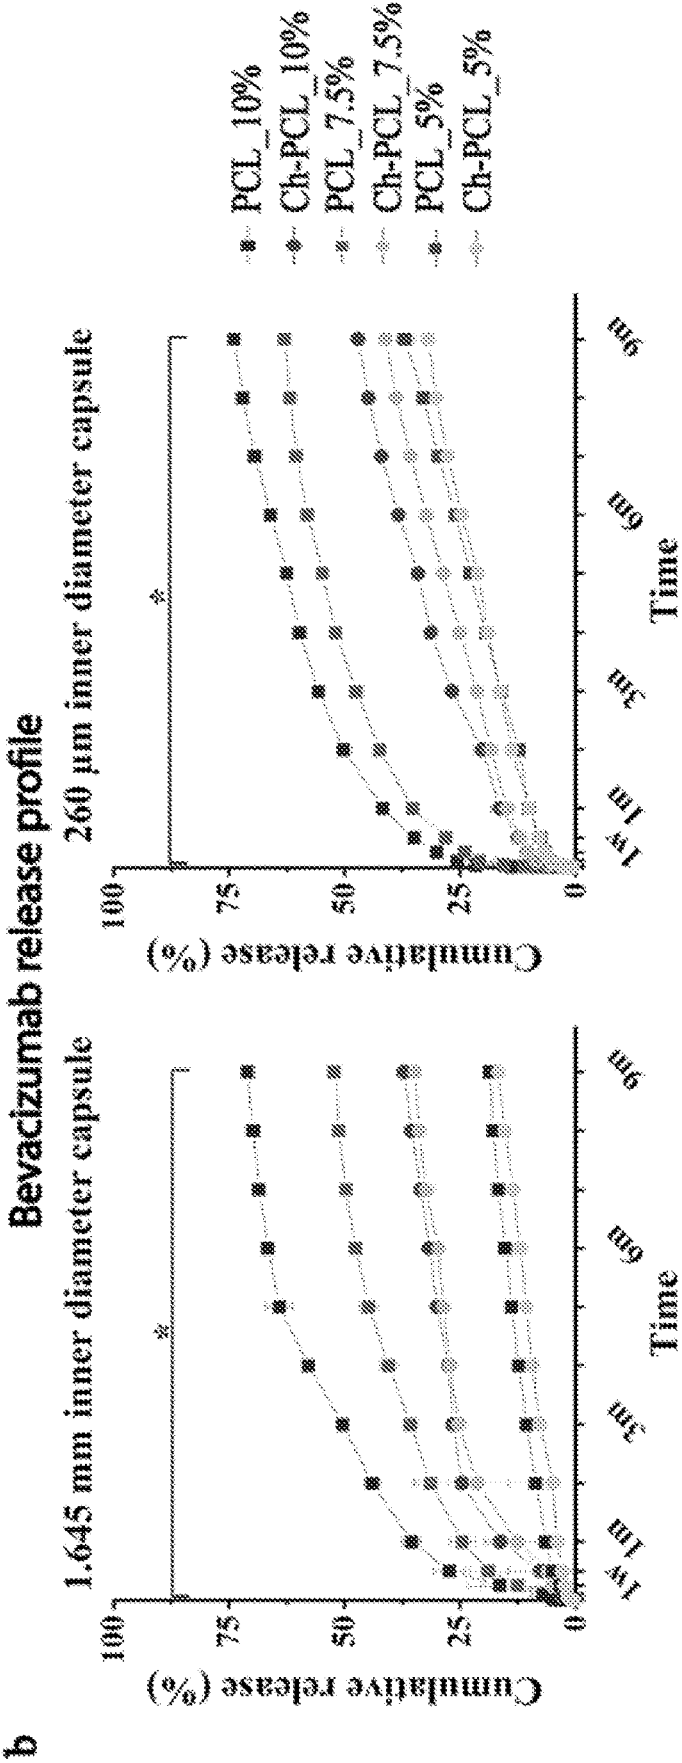 b
Bevacizumab release profile
1.645 mm inner diameter capsule
Cumulative release (%)
100
75
50
25
0
*
1w
1m
3m
6m
9m
Time
260 µm inner diameter capsule
Cumulative release (%)
100
75
50
25
0
*
1w
1m
3m
6m
9m
Time
PCL_10%
Ch-PCL_10%
PCL_7.5%
Ch-PCL_7.5%
PCL_5%
Ch-PCL_5%